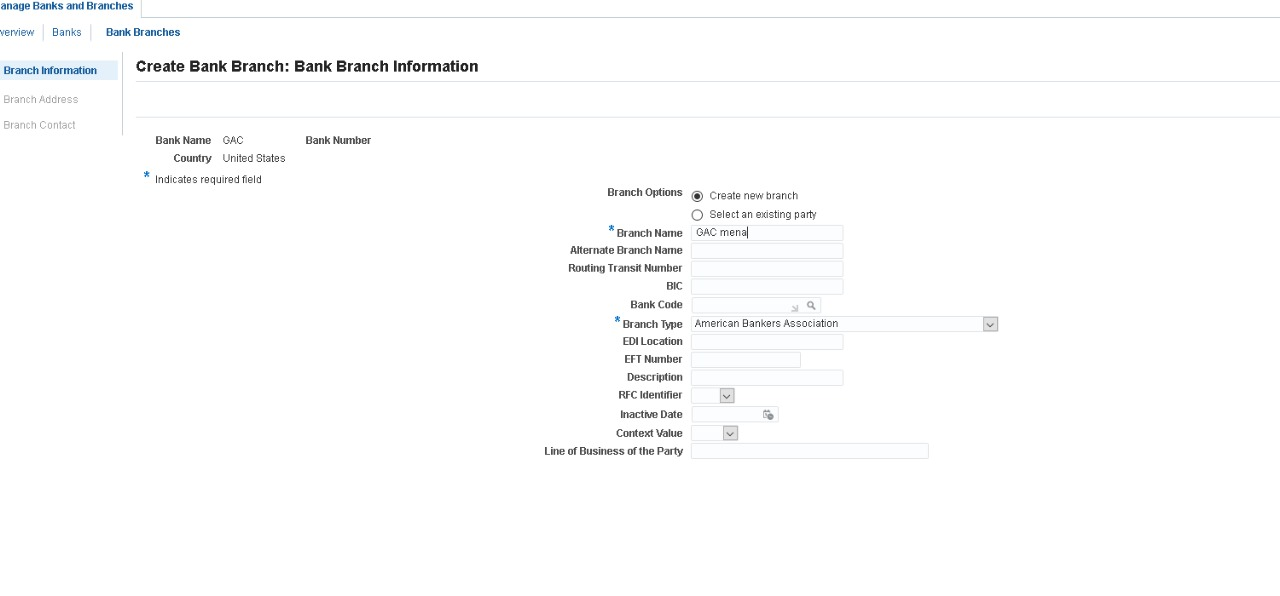 anage Banks and Branches
verview Banks Bank Branches
Branch Information
Branch Address
Branch Contact
Create Bank Branch: Bank Branch Information
Bank Name GAC Bank Number
Country United States
* Indicates required field
Branch Options Create new branch
Select an existing party
* Branch Name GAC mena
Alternate Branch Name
Routing Transit Number
BIC
Bank Code
* Branch Type American Bankers Association
EDI Location
EFT Number
Description
RFC Identifier
Inactive Date
Context Value
Line of Business of the Party